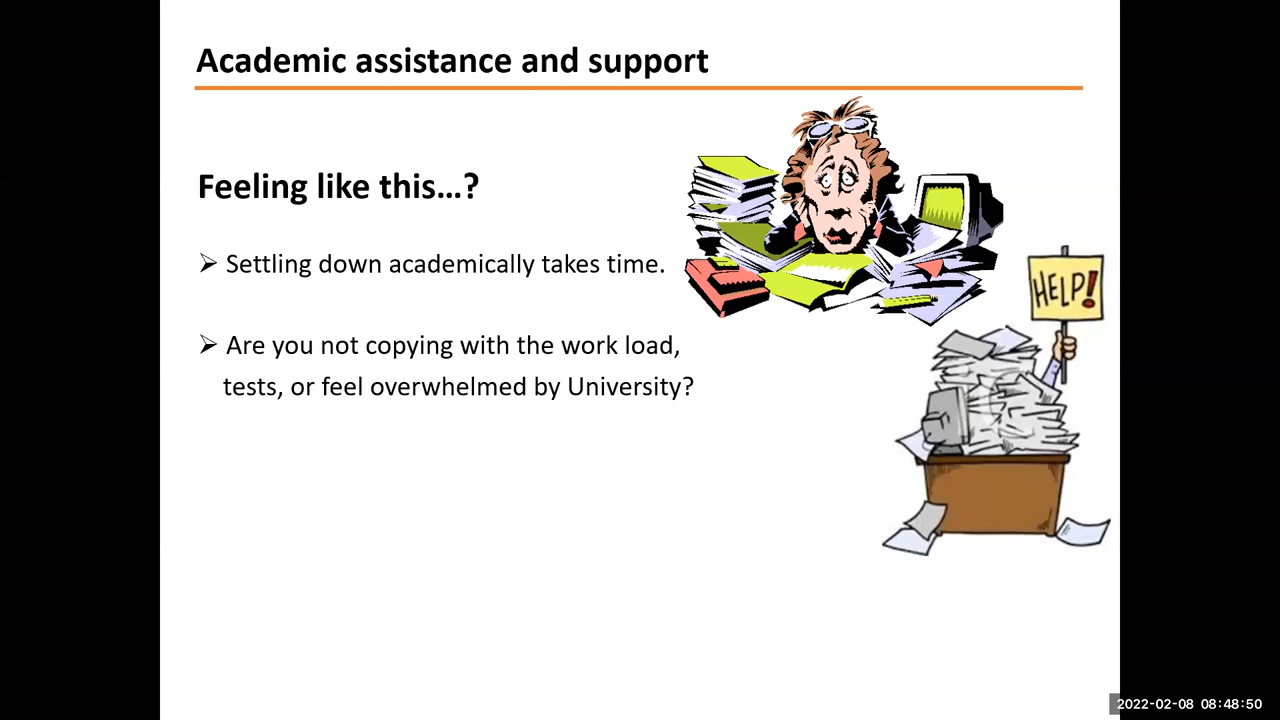 Academic assistance and support
Feeling like this...?
➢ Settling down academically takes time.
➢ Are you not copying with the work load,
tests, or feel overwhelmed by University?
HELP!
2022-02-08 08:48:50